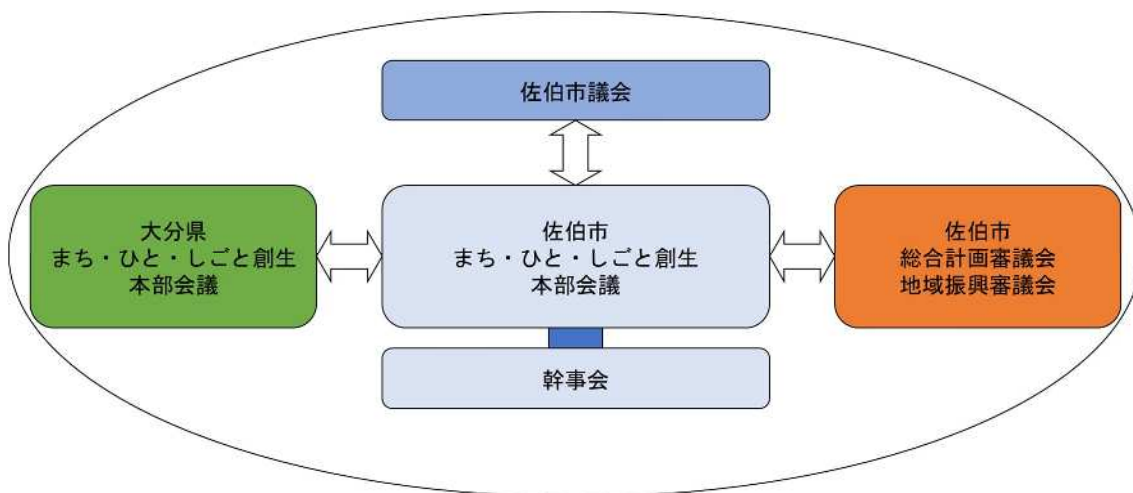 佐伯市議会
大分県
まち・ひと・しごと創生
本部会議
佐伯市
まち・ひと・しごと創生
本部会議
佐伯市
総合計画審議会
地域振興審議会
幹事会